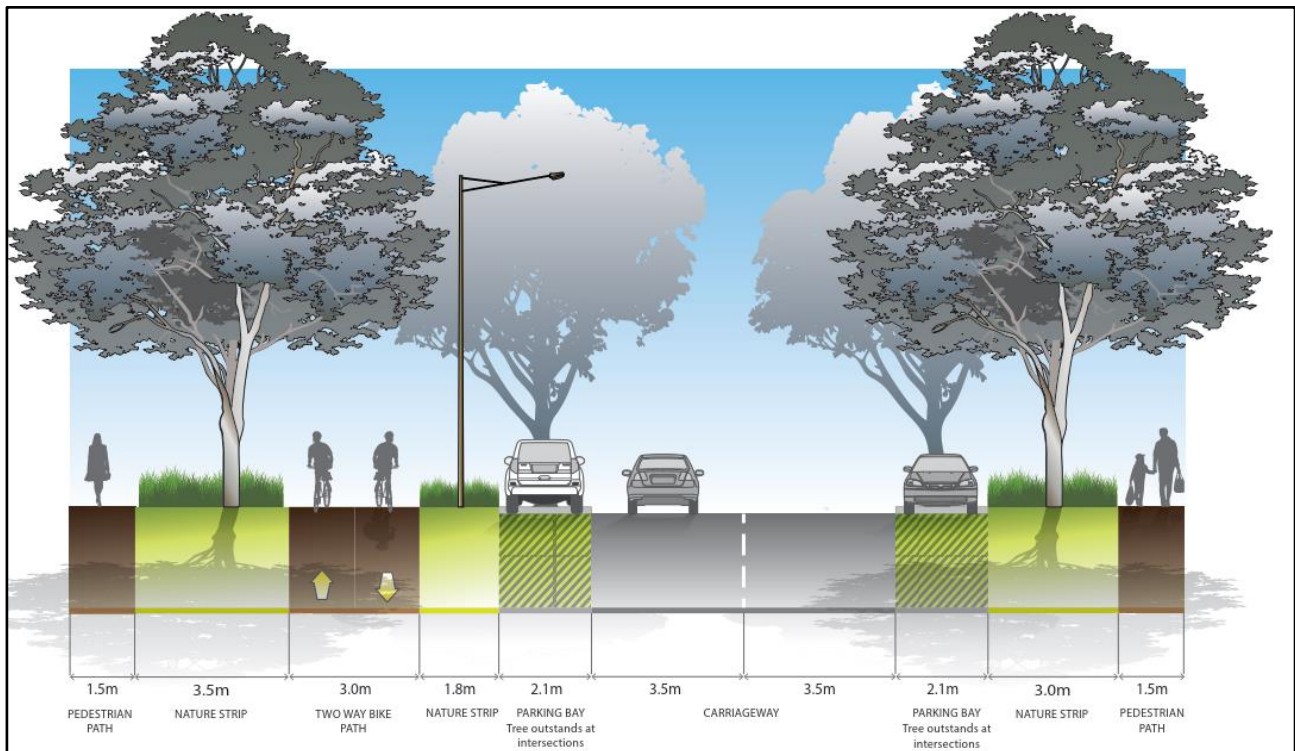 1.5m 3.5m 3.0m 1.8m 2.1m 3.5m 3.5m 2.1m 3.0m 1.5m
PEDESTRIAN PATH
NATURE STRIP
TWO WAY BIKE PATH
NATURE STRIP
PARKING BAY
Tree outstands at
intersections
CARRIAGEWAY
PARKING BAY
Tree outstands at
intersections
NATURE STRIP
PEDESTRIAN
PATH